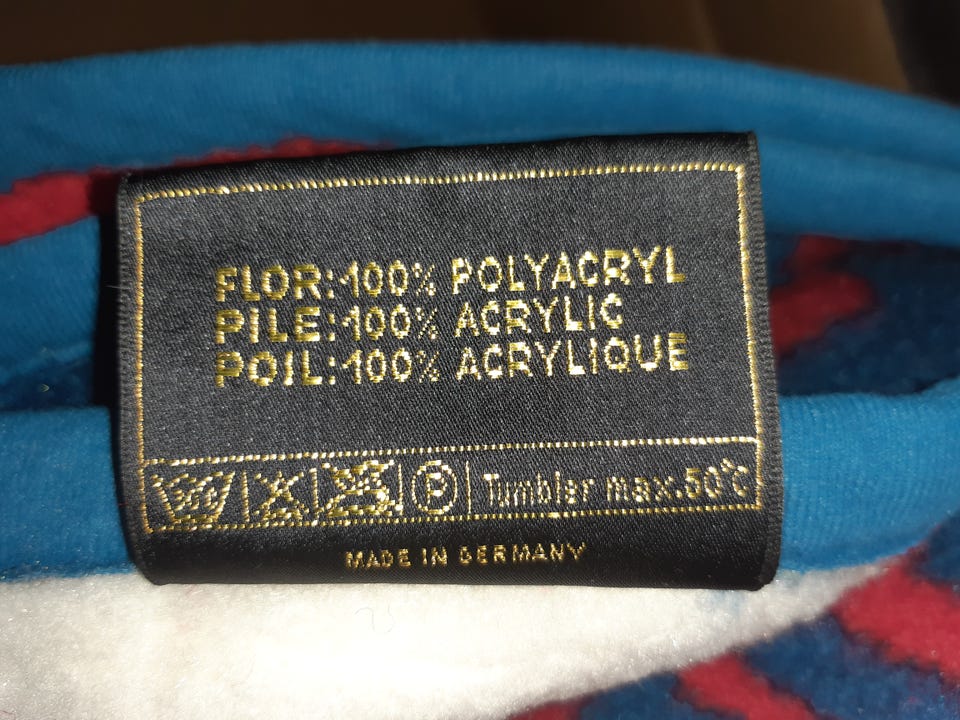 FLOR: 100% POLYACRYL
PILE: 100% ACRYLIC
POIL: 100% ACRYLIQUE
P Tumbler max. 50°C
MADE IN GERMANY